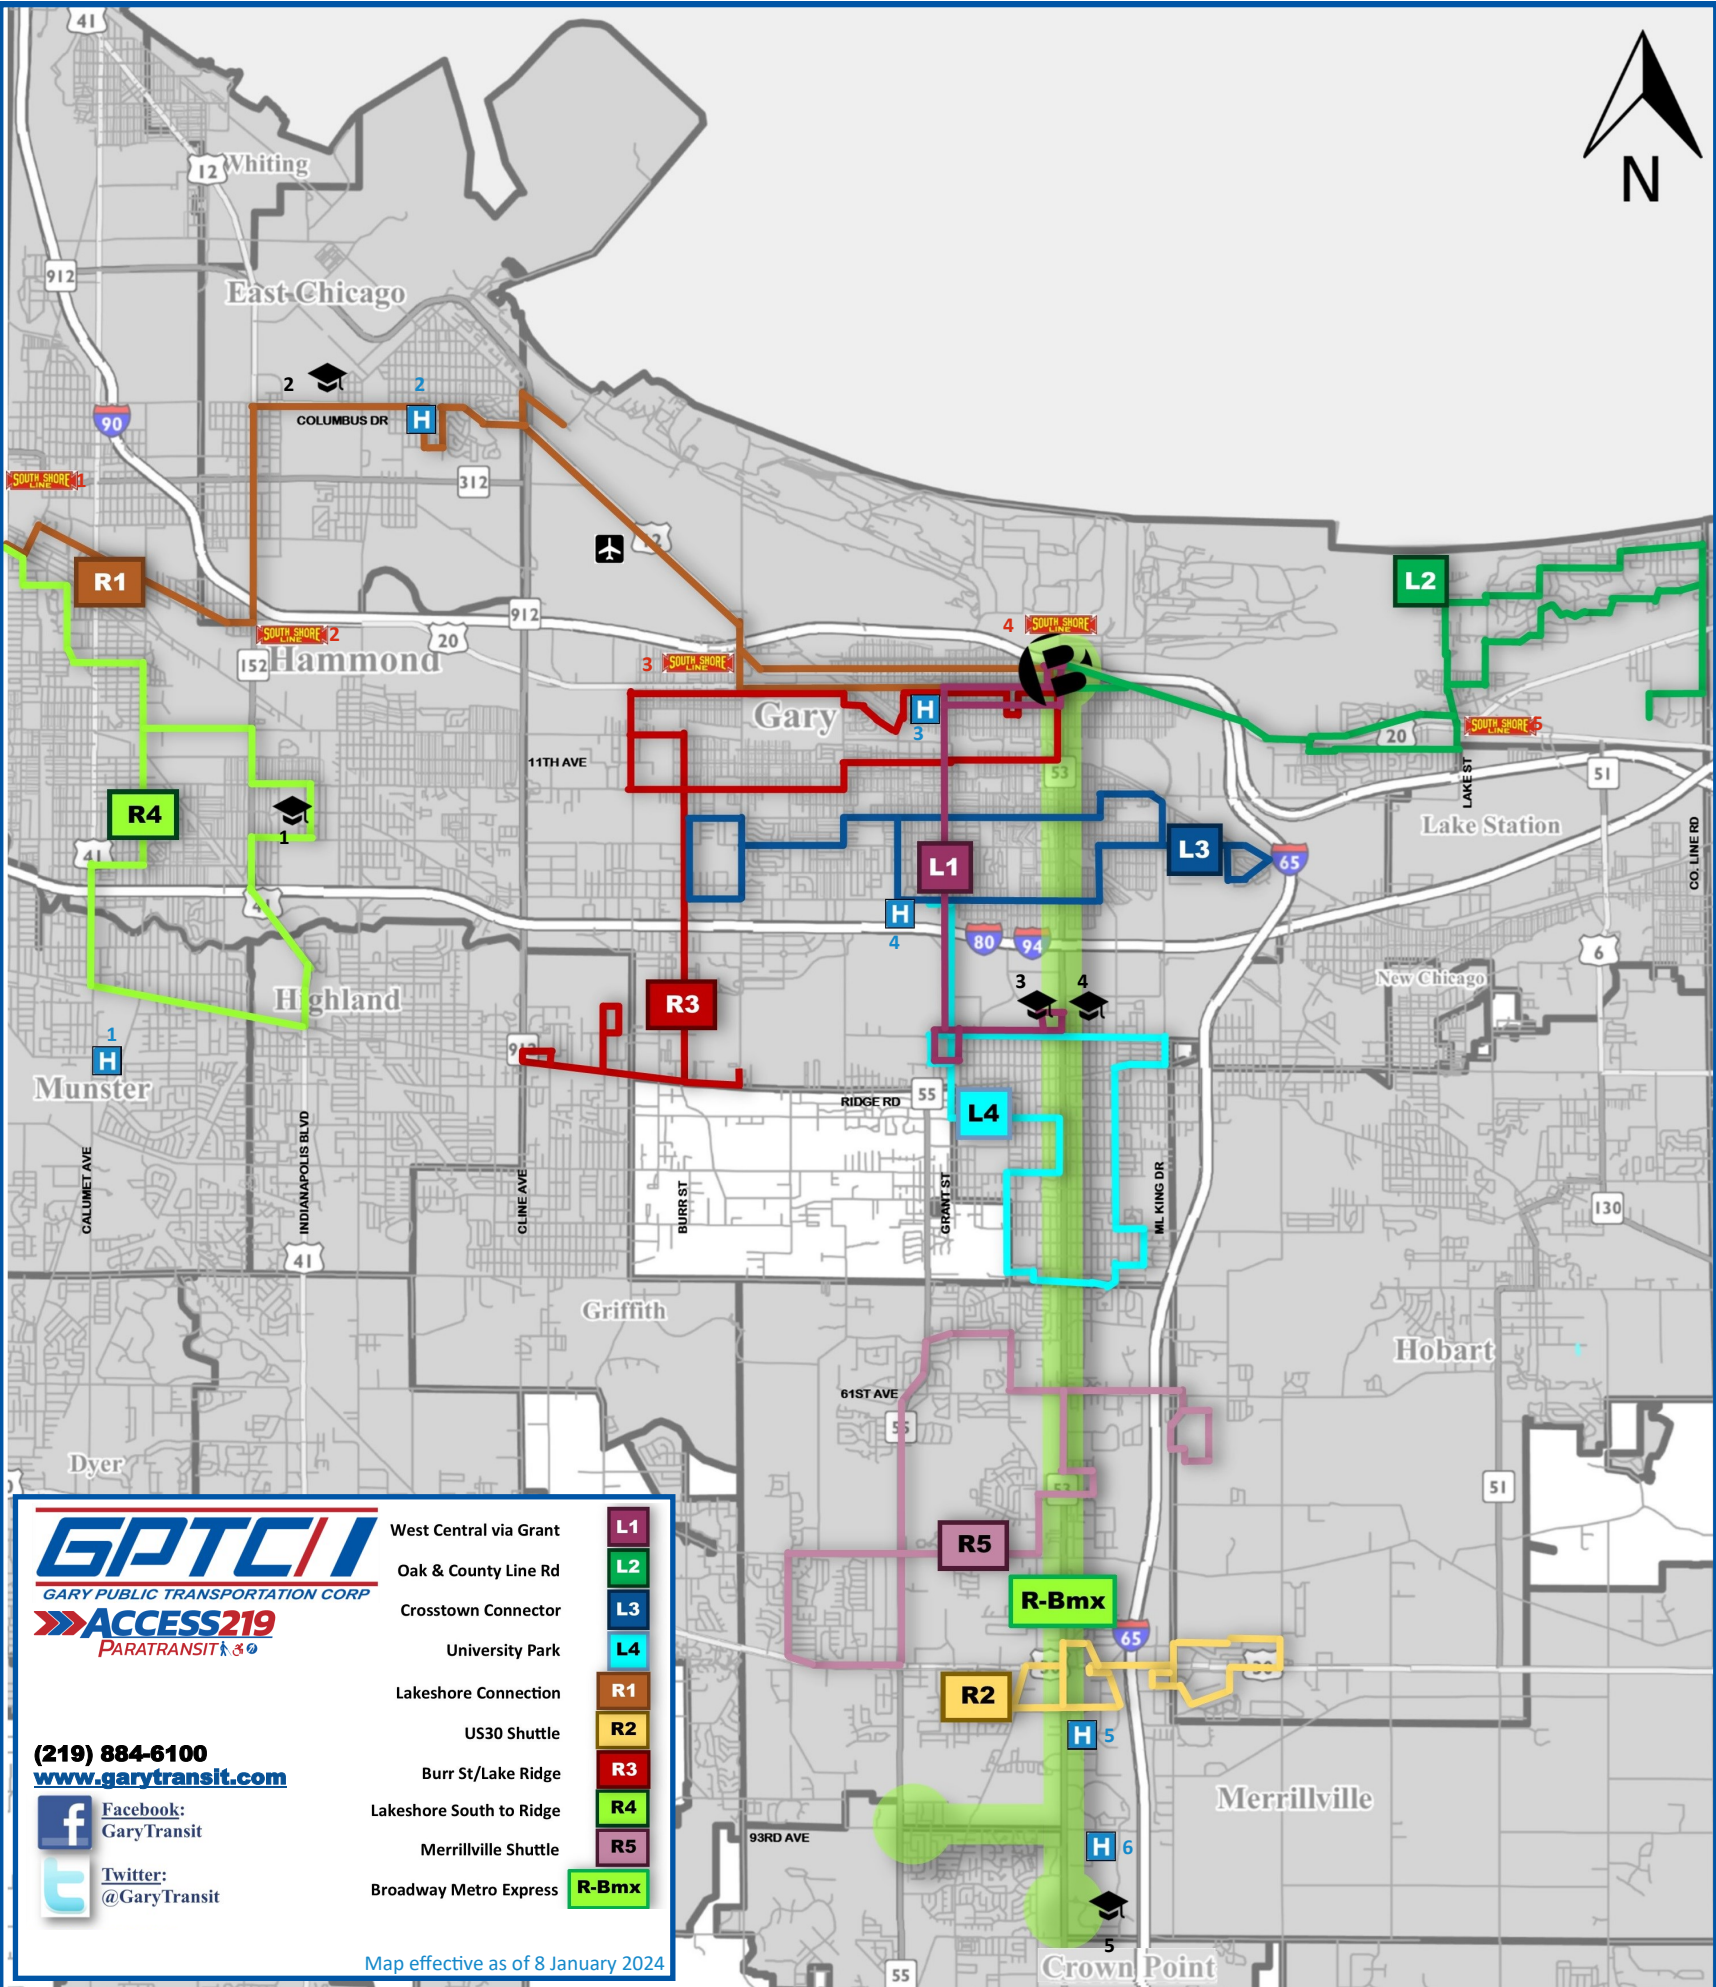 41
N
12
Whiting
912
East Chicago
2
2
H
COLUMBUS DR
90
312
SOUTH SHORE LINE 1
12
R1
L2
912
20
SOUTH SHORE LINE 2
152
Hammond
4
SOUTH SHORE LINE
3
SOUTH SHORE LINE
Gary
H
3
20
SOUTH SHORE LINE 5
11TH AVE
53
51
LAKE ST
R4
1
41
Lake Station
L3
65
L1
CO. LINE RD
41
H
4
80
94
6
New Chicago
3
4
Highland
R3
1
H
912
Munster
RIDGE RD
55
L4
CALUMET AVE
INDIANAPOLIS BLVD
CLINE AVE
BURR ST
GRANT ST
ML KING DR
130
41
Griffith
Hobart
61ST AVE
55
Dyer
53
51
R5
R-Bmx
65
30
30
R2
H 5
Merrillville
93RD AVE
H 6
5
Crown Point
55
GPTC
GARY PUBLIC TRANSPORTATION CORP
ACCESS219
PARATRANSIT
West Central via Grant L1
Oak & County Line Rd L2
Crosstown Connector L3
University Park L4
Lakeshore Connection R1
US30 Shuttle R2
Burr St/Lake Ridge R3
Lakeshore South to Ridge R4
Merrillville Shuttle R5
Broadway Metro Express R-Bmx
(219) 884-6100
www.garytransit.com
Facebook:
GaryTransit
Twitter:
@GaryTransit
Map effective as of 8 January 2024